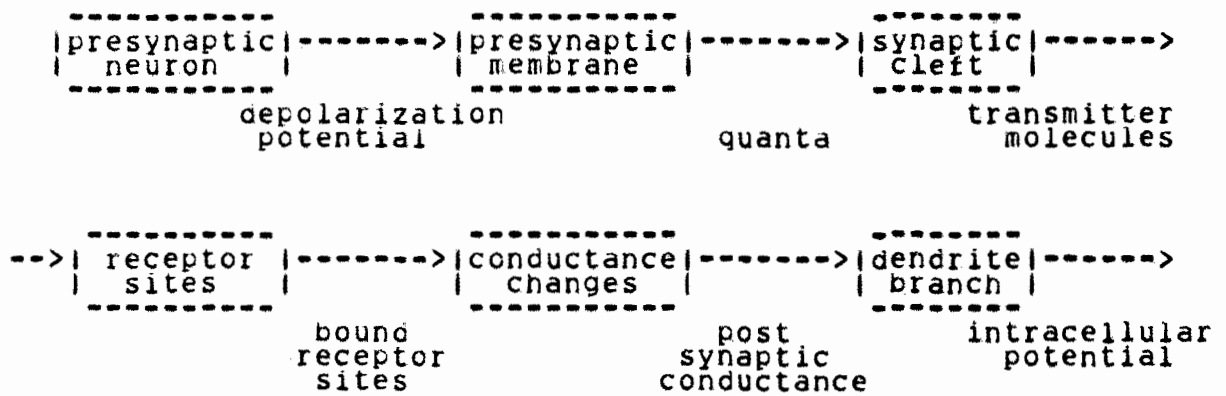 presynaptic presynaptic synaptic
neuron membrane cleft
depolarization transmitter
potential quanta molecules
receptor conductance dendrite
sites changes branch
bound post intracellular
receptor synaptic potential
sites conductance